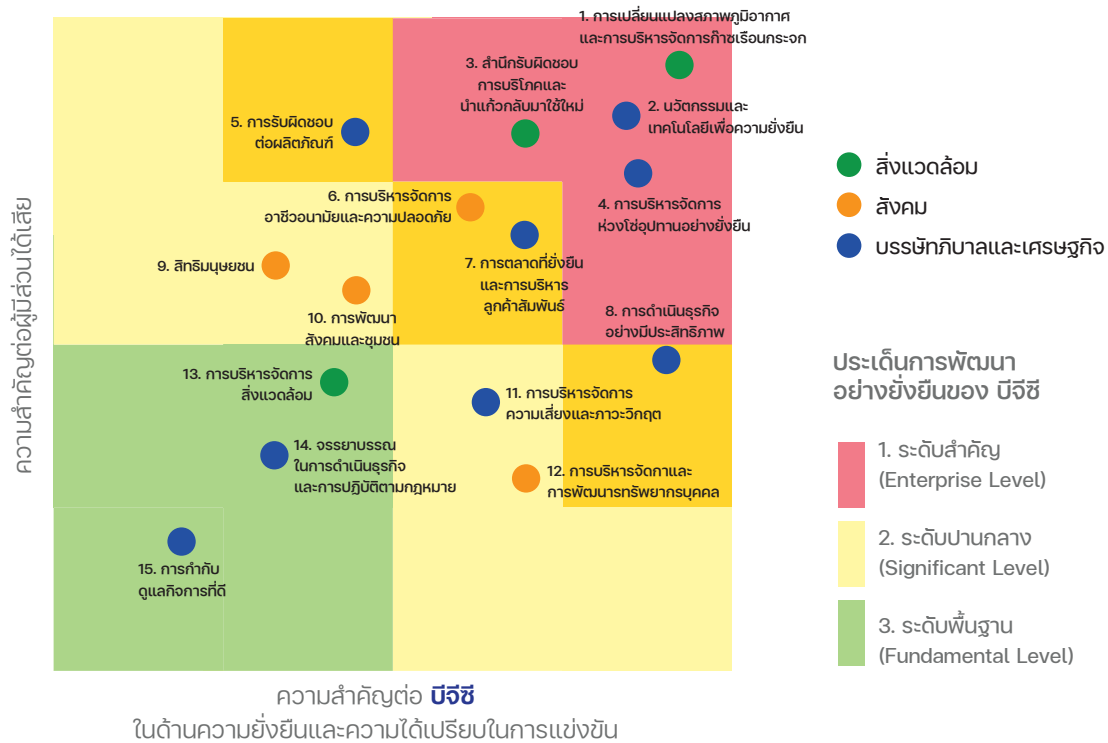 1. การเปลี่ยนแปลงสภาพภูมิอากาศ
และการบริหารจัดการก๊าซเรือนกระจก
3. สำนึกรับผิดชอบ
การบริโภคและ
นำแก้วกลับมาใช้ใหม่
2. นวัตกรรมและ
เทคโนโลยีเพื่อความยั่งยืน
5. การรับผิดชอบ
ต่อผลิตภัณฑ์
4. การบริหารจัดการ
ห่วงโซ่อุปทานอย่างยั่งยืน
6. การบริหารจัดการ
อาชีวอนามัยและความปลอดภัย
7. การตลาดที่ยั่งยืน
และการบริหาร
ลูกค้าสัมพันธ์
9. สิทธิมนุษยชน
10. การพัฒนา
สังคมและชุมชน
8. การดำเนินธุรกิจ
อย่างมีประสิทธิภาพ
13. การบริหารจัดการ
สิ่งแวดล้อม
11. การบริหารจัดการ
ความเสี่ยงและภาวะวิกฤต
14. จรรยาบรรณ
ในการดำเนินธุรกิจ
และการปฏิบัติตามกฎหมาย
12. การบริหารจัดกาและ
การพัฒนารทรัพยากรบุคคล
15. การกำกับ
ดูแลกิจการที่ดี
ความสำคัญต่อผู้มีส่วนได้เสีย
ความสำคัญต่อ บีจีซี
ในด้านความยั่งยืนและความได้เปรียบในการแข่งขัน
สิ่งแวดล้อม
สังคม
บรรษัทภิบาลและเศรษฐกิจ
ประเด็นการพัฒนา
อย่างยั่งยืนของ บีจีซี
1. ระดับสำคัญ
(Enterprise Level)
2. ระดับปานกลาง
(Significant Level)
3. ระดับพื้นฐาน
(Fundamental Level)